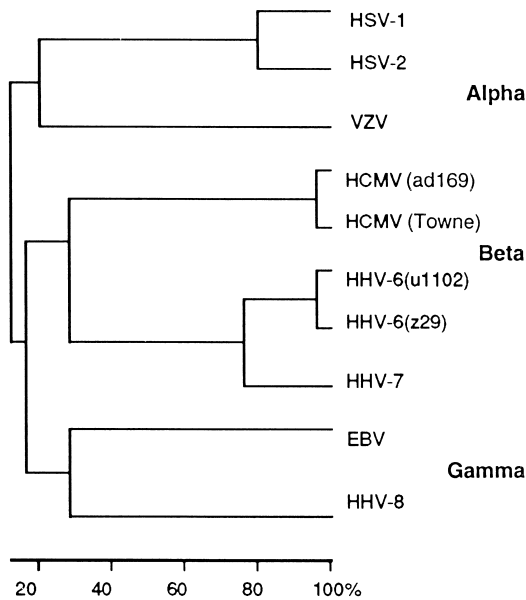 HSV-1
HSV-2
Alpha
VZV
HCMV (ad169)
HCMV (Towne)
Beta
HHV-6(u1102)
HHV-6(z29)
HHV-7
EBV
Gamma
HHV-8
20 40 60 80 100%